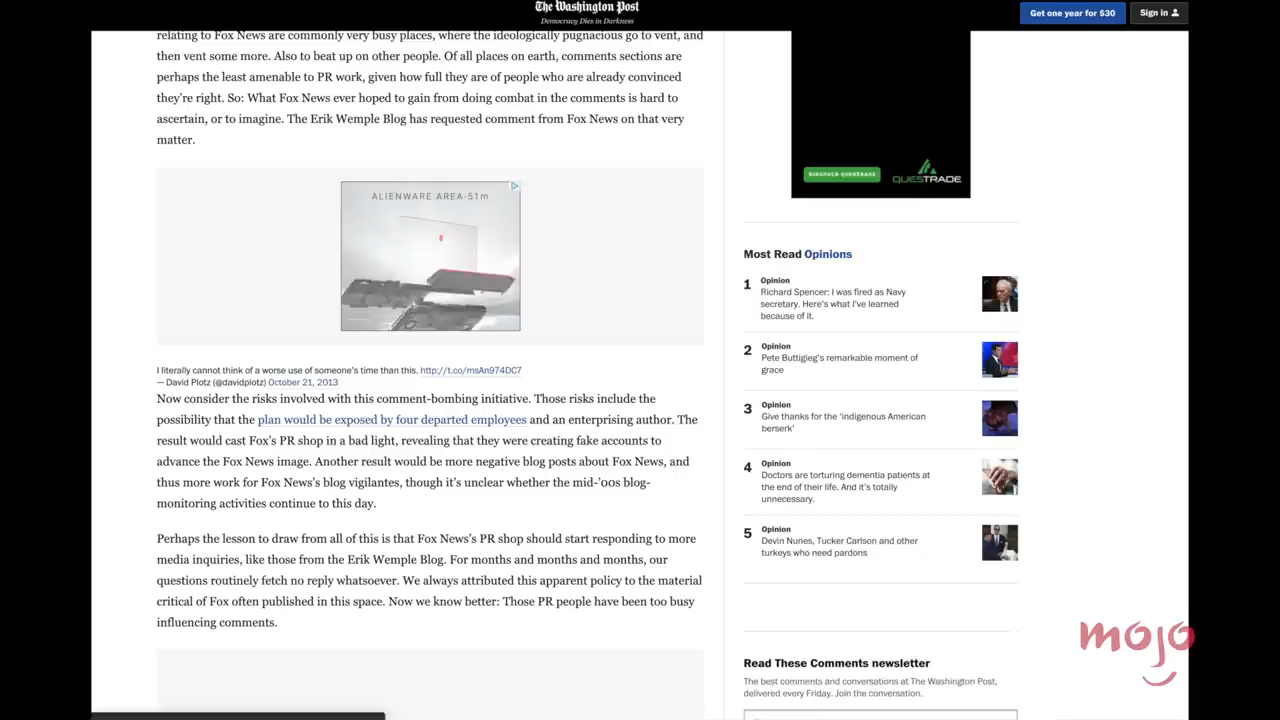 The Washington Post
Democracy Dies in Darkness
Get one year for $30
Sign in
relating to Fox News are commonly very busy places, where the ideologically pugnacious go to vent, and
then vent some more. Also to beat up on other people. Of all places on earth, comments sections are
perhaps the least amenable to PR work, given how full they are of people who are already convinced
they're right. So: What Fox News ever hoped to gain from doing combat in the comments is hard to
ascertain, or to imagine. The Erik Wemple Blog has requested comment from Fox News on that very
matter.
ALIENWARE AREA-51m
I literally cannot think of a worse use of someone's time than this. http://t.co/msAn974DC7
— David Plotz (@davidplotz) October 21, 2013
Now consider the risks involved with this comment-bombing initiative. Those risks include the
possibility that the plan would be exposed by four departed employees and an enterprising author. The
result would cast Fox's PR shop in a bad light, revealing that they were creating fake accounts to
advance the Fox News image. Another result would be more negative blog posts about Fox News, and
thus more work for Fox News's blog vigilantes, though it's unclear whether the mid-'00s blog-
monitoring activities continue to this day.
Perhaps the lesson to draw from all of this is that Fox News's PR shop should start responding to more
media inquiries, like those from the Erik Wemple Blog. For months and months and months, our
questions routinely fetch no reply whatsoever. We always attributed this apparent policy to the material
critical of Fox often published in this space. Now we know better: Those PR people have been too busy
influencing comments.
QUESTRADE
Most Read Opinions
1
Opinion
Richard Spencer: I was fired as Navy
secretary. Here's what I've learned
because of it.
2
Opinion
Pete Buttigieg's remarkable moment of
grace
3
Opinion
Give thanks for the 'indigenous American
berserk'
4
Opinion
Doctors are torturing dementia patients at
the end of their life. And it's totally
unnecessary.
5
Opinion
Devin Nunes, Tucker Carlson and other
turkeys who need pardons
Read These Comments newsletter
The best comments and conversations at The Washington Post,
delivered every Friday. Join the conversation.
mojo